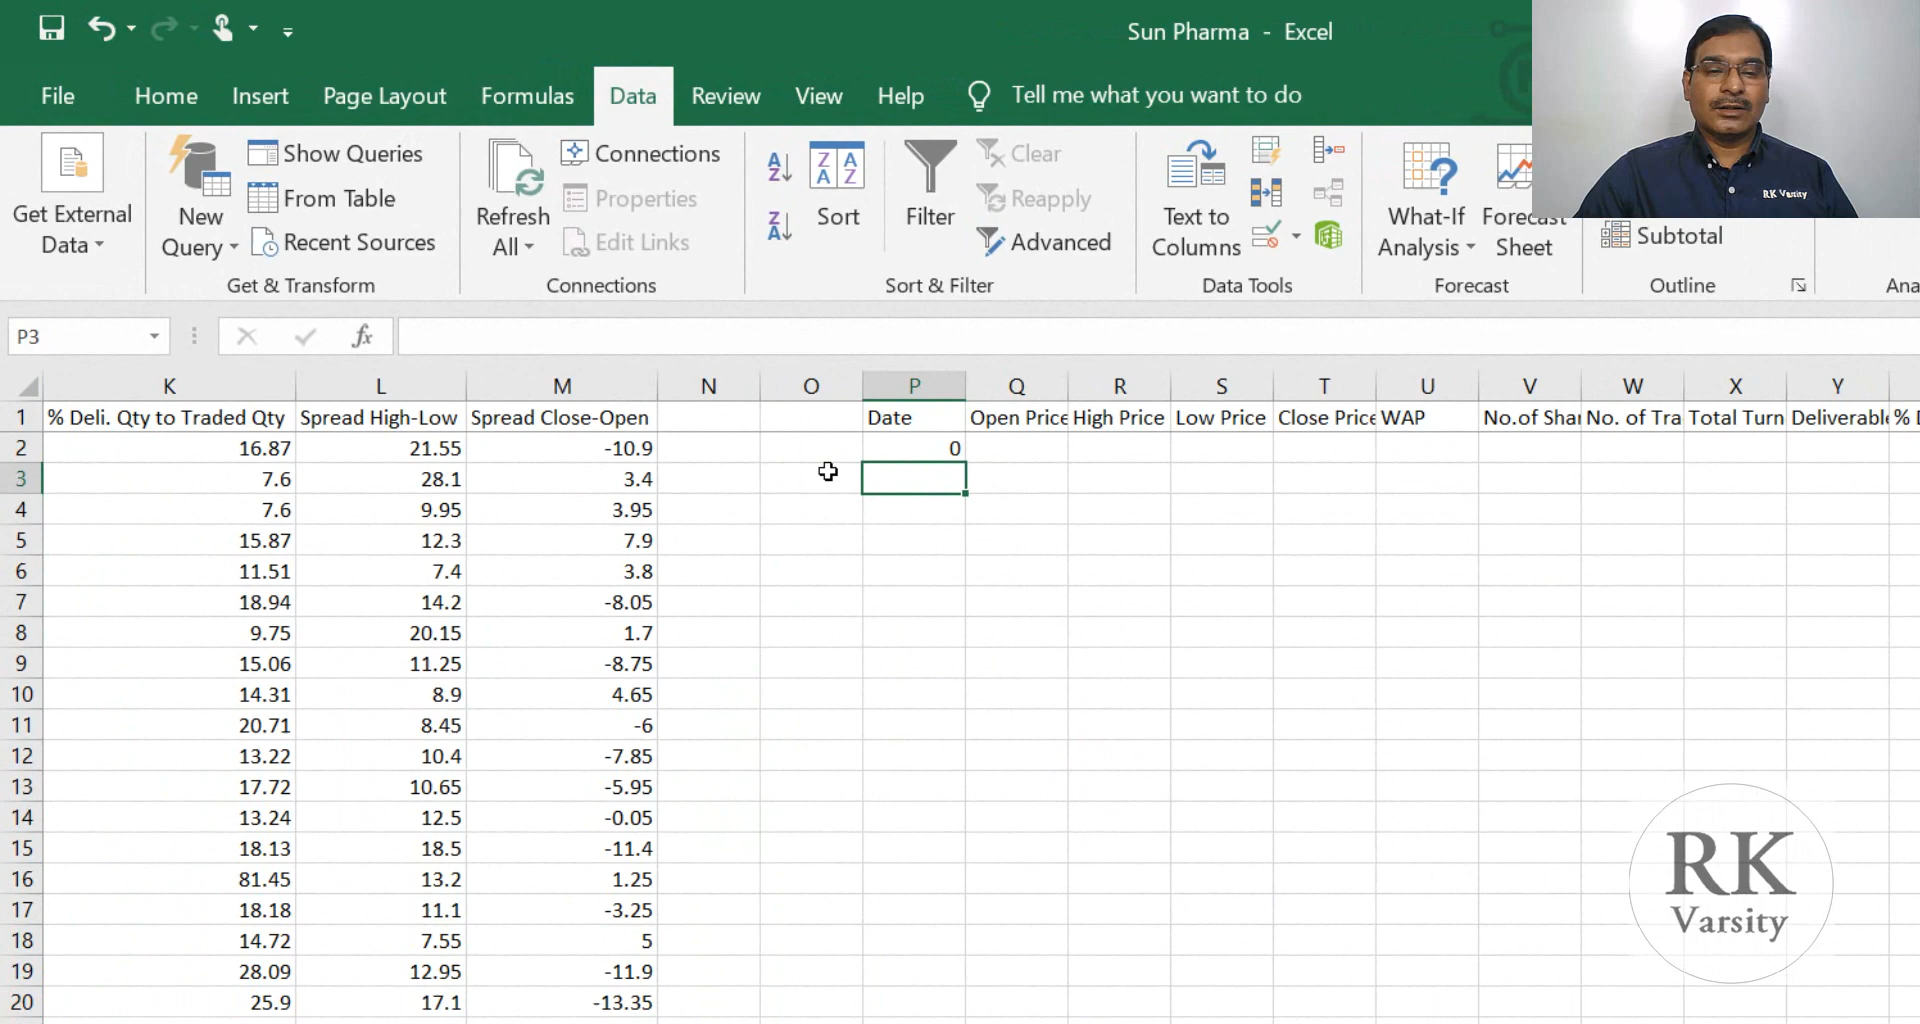 Sun Pharma - Excel
File Home Insert Page Layout Formulas Data Review View Help Tell me what you want to do
Get External Data
New Query
Show Queries
From Table
Recent Sources
Get & Transform
Refresh All
Connections
Properties
Edit Links
Connections
Sort
Filter
Clear
Reapply
Advanced
Sort & Filter
Text to Columns
Data Tools
What-If Analysis
Forecast Sheet
Forecast
Subtotal
Outline
Ana
RK Varsity
P3 fx
K L M N O P Q R S T U V W X Y
1 % Deli. Qty to Traded Qty Spread High-Low Spread Close-Open Date Open Price High Price Low Price Close Price WAP No.of Shar No. of Tra Total Turn Deliverable % D
2 16.87 21.55 -10.9 0
3 7.6 28.1 3.4
4 7.6 9.95 3.95
5 15.87 12.3 7.9
6 11.51 7.4 3.8
7 18.94 14.2 -8.05
8 9.75 20.15 1.7
9 15.06 11.25 -8.75
10 14.31 8.9 4.65
11 20.71 8.45 -6
12 13.22 10.4 -7.85
13 17.72 10.65 -5.95
14 13.24 12.5 -0.05
15 18.13 18.5 -11.4
16 81.45 13.2 1.25
17 18.18 11.1 -3.25
18 14.72 7.55 5
19 28.09 12.95 -11.9
20 25.9 17.1 -13.35
RK
Varsity